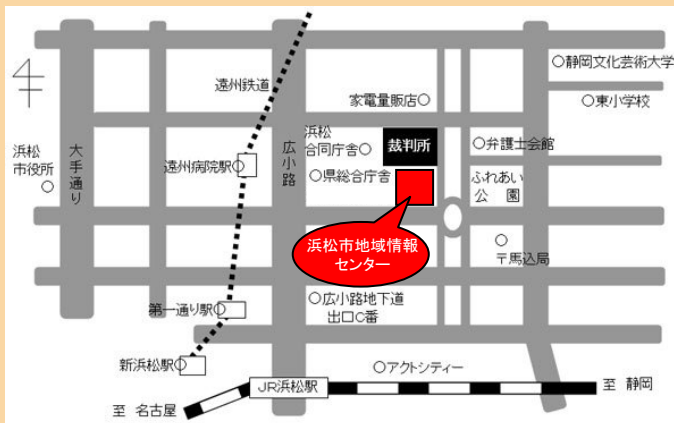 静岡文化芸術大学
遠州鉄道
家電量販店
東小学校
浜松
合同庁舎
裁判所
弁護士会館
浜松
市役所
大手通り
遠州病院駅
広小路
県総合庁舎
ふれあい
公 園
浜松市地域情報
センター
〒馬込局
第一通り駅
広小路地下道
出口C番
新浜松駅
アクトシティー
JR浜松駅
至 静岡
至 名古屋